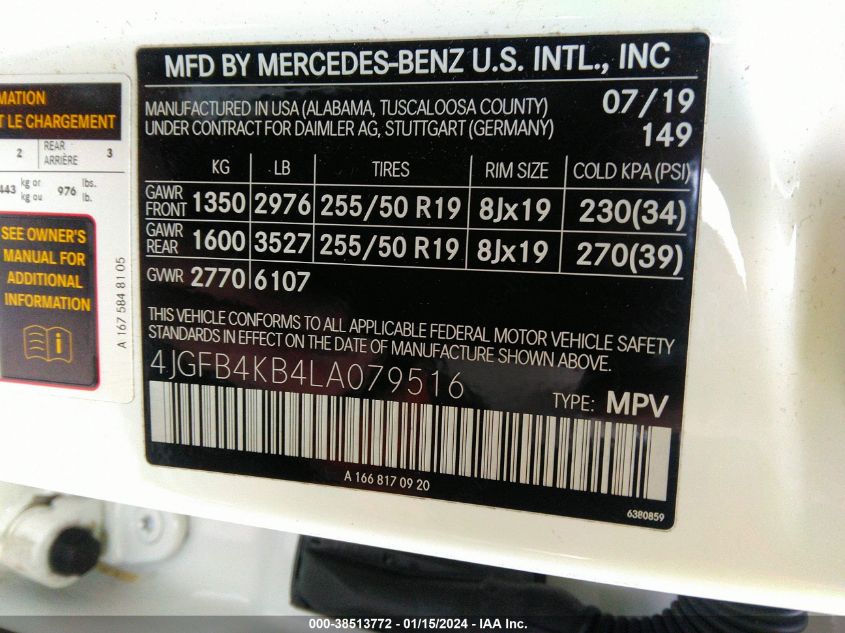 MATION
T LE CHARGEMENT
2 REAR ARRIÈRE 3
443 kg or kg ou 976 lbs. lb.
SEE OWNER'S
MANUAL FOR
ADDITIONAL
INFORMATION
A 167 584 81 05
MFD BY MERCEDES-BENZ U.S. INTL., INC
MANUFACTURED IN USA (ALABAMA, TUSCALOOSA COUNTY) 07/19
UNDER CONTRACT FOR DAIMLER AG, STUTTGART (GERMANY) 149
KG LB TIRES RIM SIZE COLD KPA (PSI)
GAWR FRONT 1350 2976 255/50 R19 8Jx19 230(34)
GAWR REAR 1600 3527 255/50 R19 8Jx19 270(39)
GVWR 2770 6107
THIS VEHICLE CONFORMS TO ALL APPLICABLE FEDERAL MOTOR VEHICLE SAFETY
STANDARDS IN EFFECT ON THE DATE OF MANUFACTURE SHOWN ABOVE.
4JGFB4KB4LA079516
TYPE: MPV
A 166 817 09 20
6380859
000-38513772 - 01/15/2024 - IAA Inc.